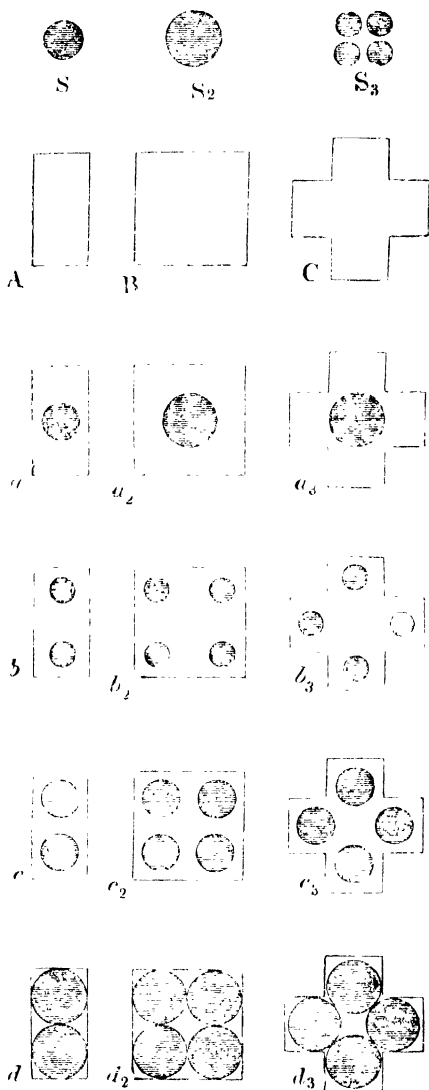 S S₂ S₃
A B C
a a₂ a₃
b b₂ b₃
c c₂ c₃
d d₂ d₃